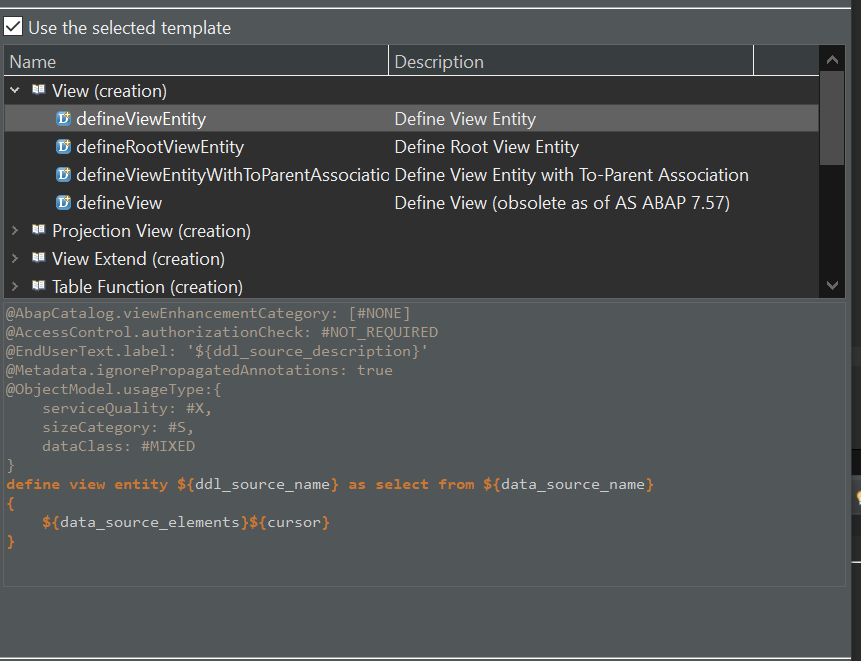 Use the selected template
Name Description
View (creation)
defineViewEntity Define View Entity
defineRootViewEntity Define Root View Entity
defineViewEntityWithToParentAssociatio Define View Entity with To-Parent Association
defineView Define View (obsolete as of AS ABAP 7.57)
Projection View (creation)
View Extend (creation)
Table Function (creation)
@AbapCatalog.viewEnhancementCategory: [#NONE]
@AccessControl.authorizationCheck: #NOT_REQUIRED
@EndUserText.label: '${ddl_source_description}'
@Metadata.ignorePropagatedAnnotations: true
@ObjectModel.usageType:{
    serviceQuality: #X,
    sizeCategory: #S,
    dataClass: #MIXED
}
define view entity ${ddl_source_name} as select from ${data_source_name}
{
    ${data_source_elements}${cursor}
}